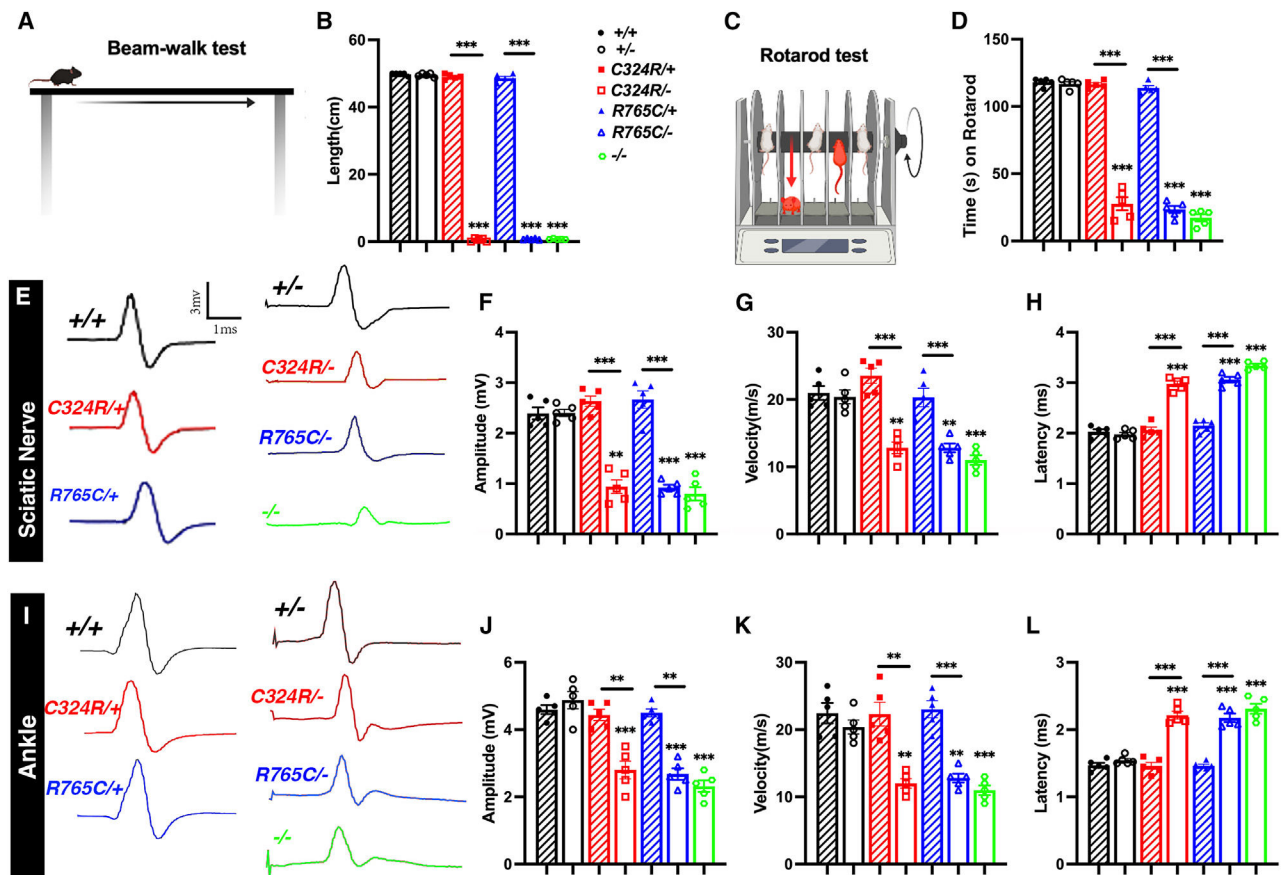 A
Beam-walk test
B
Length(cm)
60
40
20
0
***
***
***
***
***
+/+
+/-
C324R/+
C324R/-
R765C/+
R765C/-
-/-
C
Rotarod test
D
Time (s) on Rotarod
150
100
50
0
***
***
***
***
***
E
Sciatic Nerve
+/+
3mv
1ms
C324R/+
R765C/+
+/-
C324R/-
R765C/-
-/-
F
Amplitude (mV)
4
3
2
1
0
***
***
**
***
***
G
Velocity(m/s)
30
20
10
0
***
***
**
**
***
H
Latency (ms)
4
3
2
1
0
***
***
***
***
***
I
Ankle
+/+
C324R/+
R765C/+
+/-
C324R/-
R765C/-
-/-
J
Amplitude (mV)
6
4
2
0
**
**
***
***
***
K
Velocity(m/s)
30
20
10
0
**
***
**
**
***
L
Latency (ms)
4
3
2
1
0
***
***
***
***
***